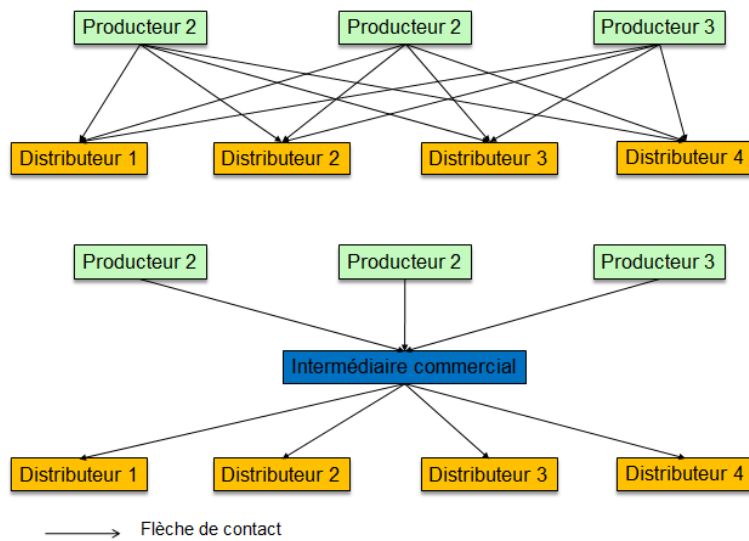 Producteur 2 Producteur 2 Producteur 3
Distributeur 1 Distributeur 2 Distributeur 3 Distributeur 4
Producteur 2 Producteur 2 Producteur 3
Intermédiaire commercial
Distributeur 1 Distributeur 2 Distributeur 3 Distributeur 4
Flèche de contact